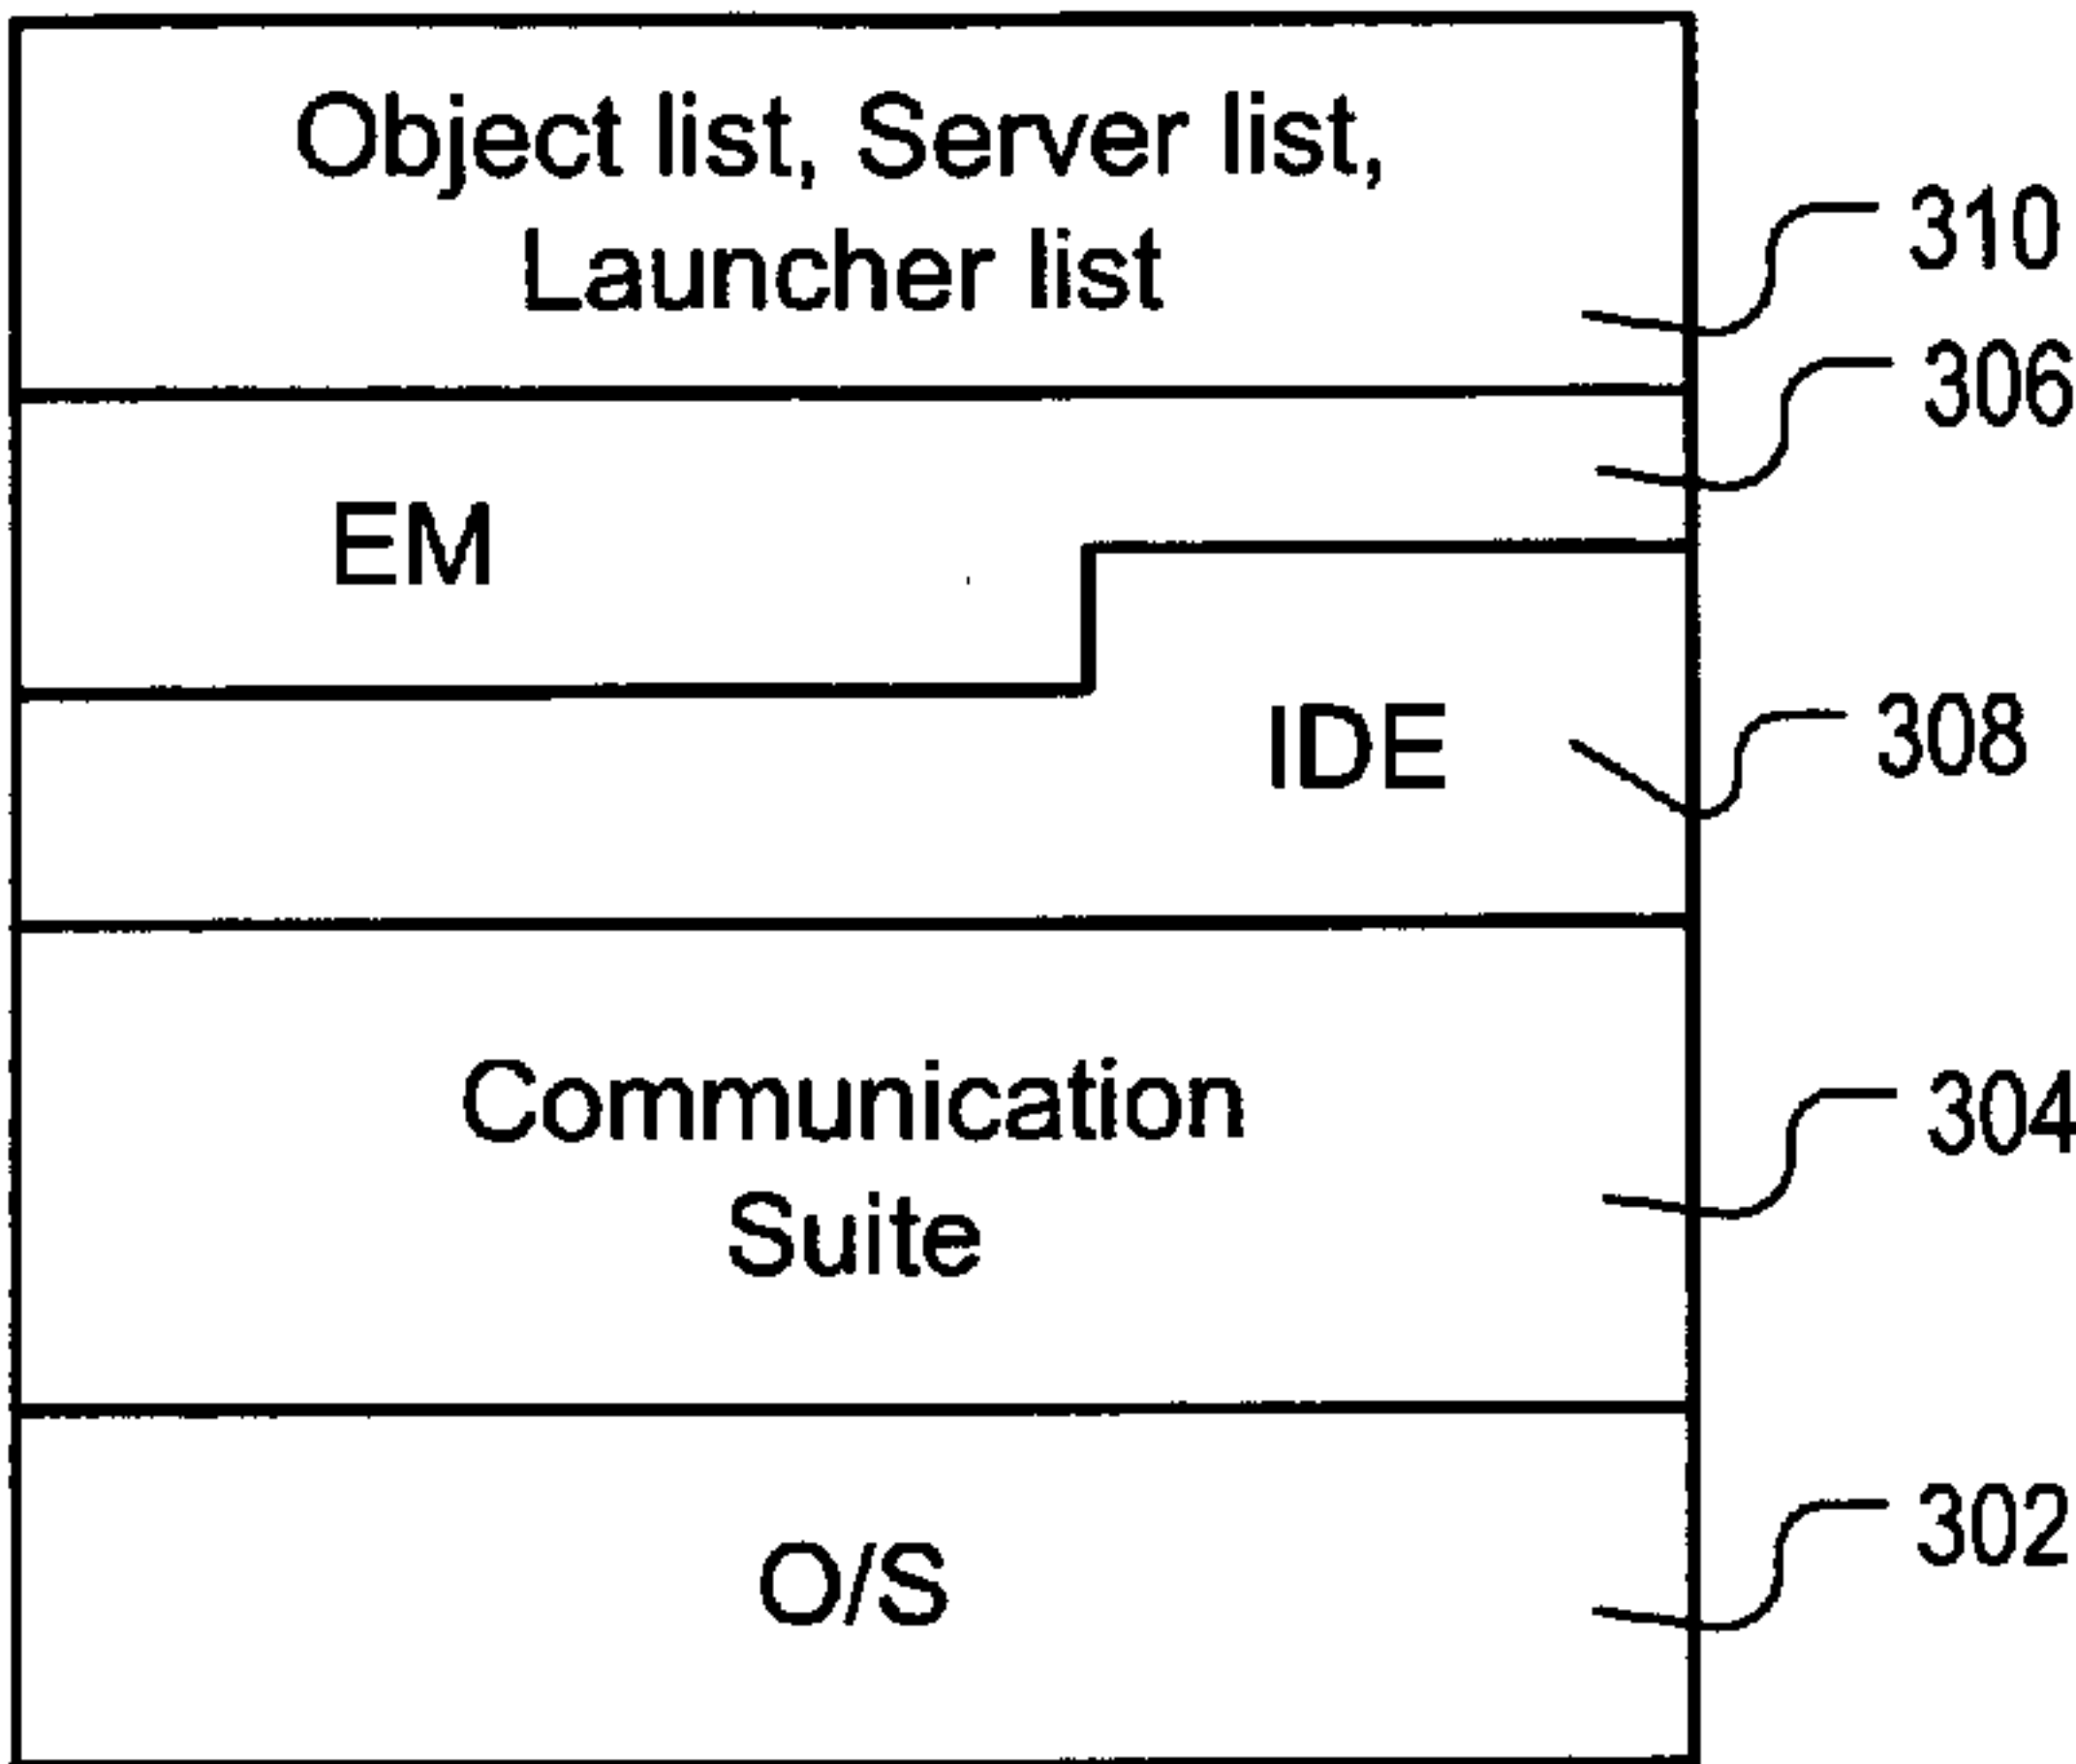 Object list, Server list,
Launcher list
310
306
EM
IDE
308
Communication
Suite
304
O/S
302